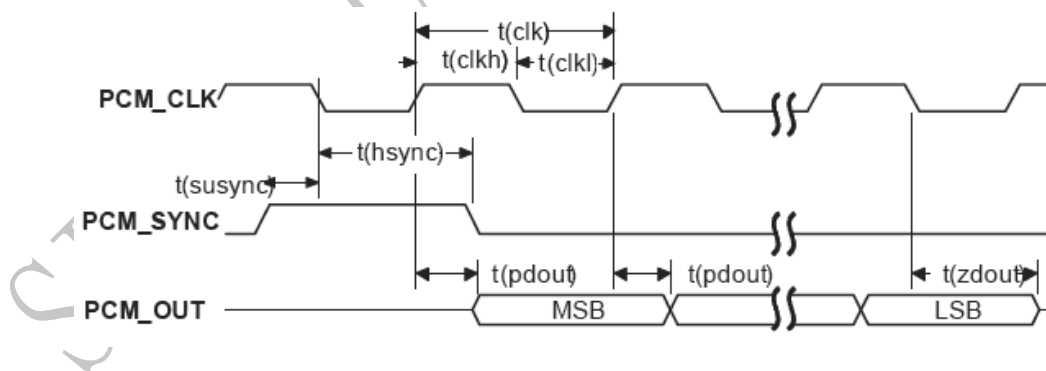 t(clk)
t(clkh) t(clkl)
PCM_CLK
t(hsync)
t(susync)
PCM_SYNC
t(pdout) t(pdout) t(zdout)
PCM_OUT MSB LSB